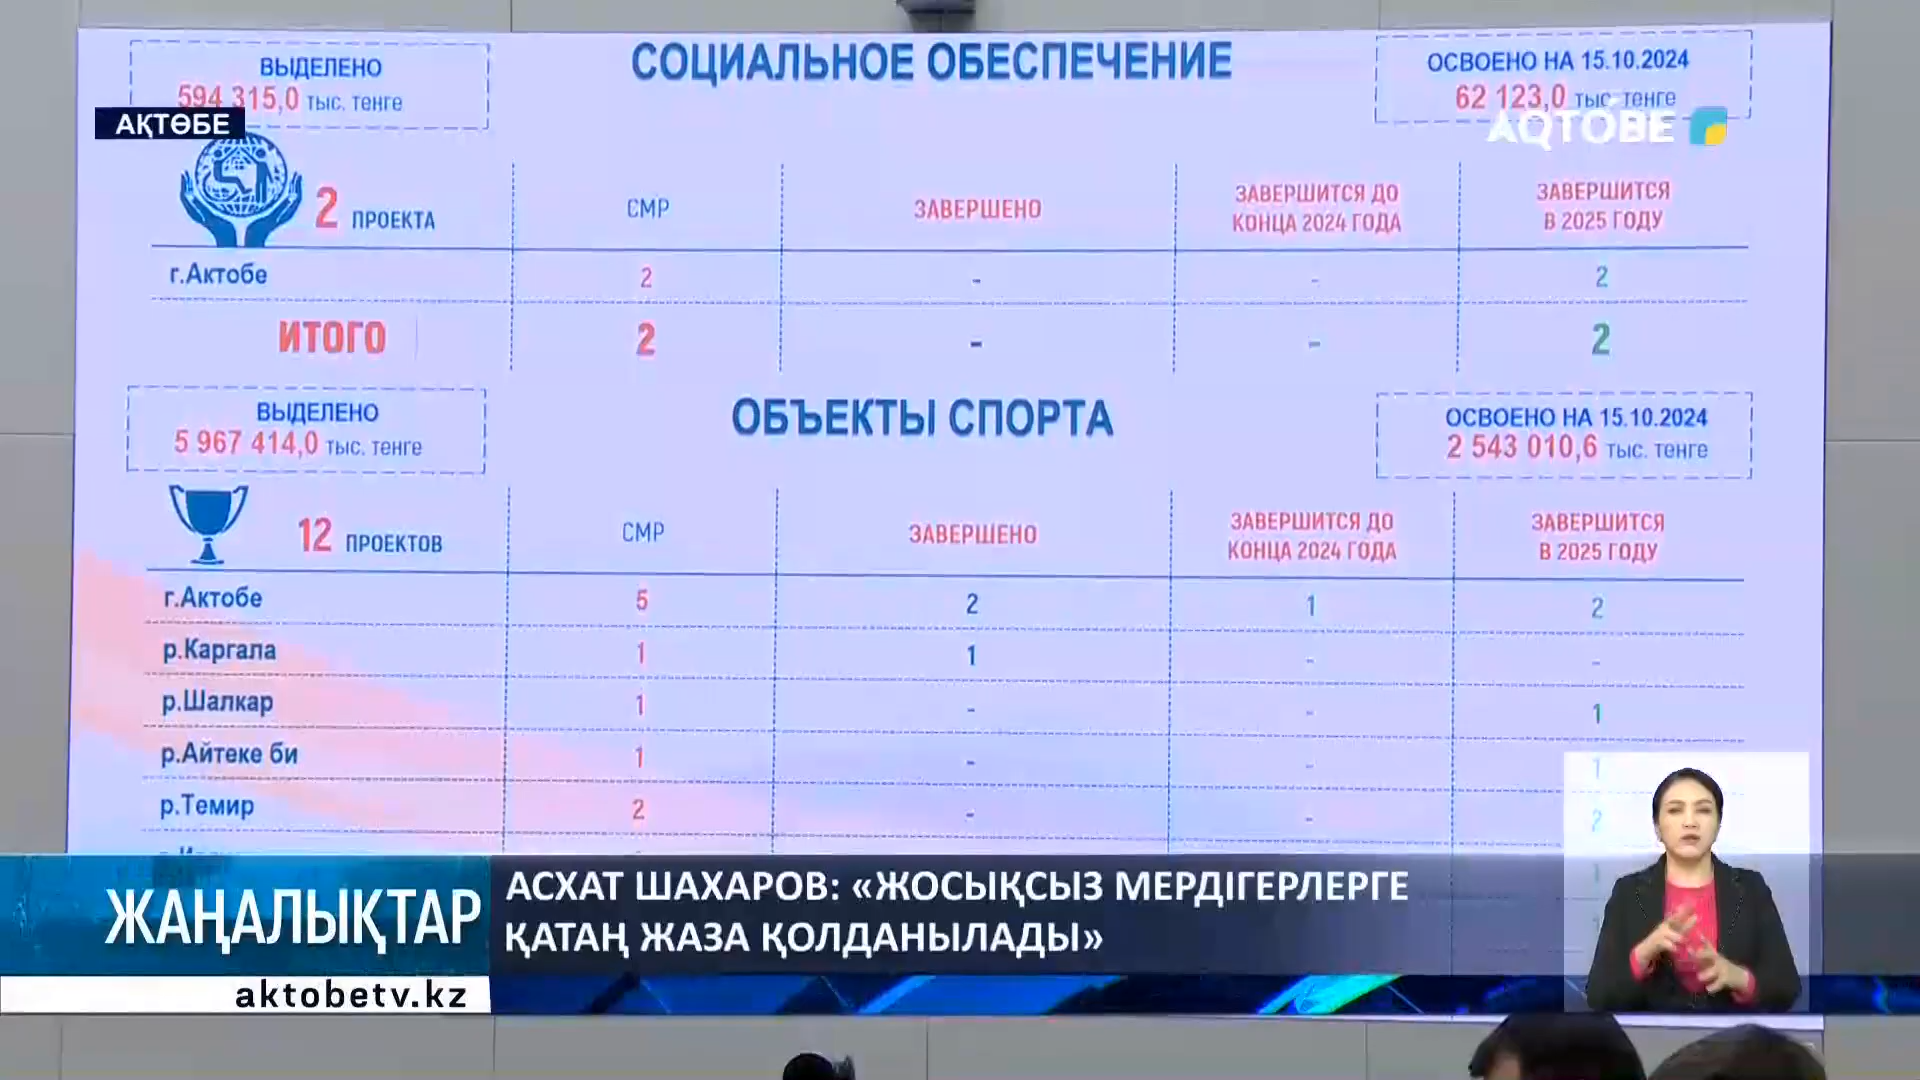 СОЦИАЛЬНОЕ ОБЕСПЕЧЕНИЕ
ВЫДЕЛЕНО
594 315,0 тыс. тенге
ОСВОЕНО НА 15.10.2024
62 123,0 тыс. тенге
АҚТӨБЕ
AQTÓBE
2 ПРОЕКТА СМР ЗАВЕРШЕНО ЗАВЕРШИТСЯ ДО КОНЦА 2024 ГОДА ЗАВЕРШИТСЯ В 2025 ГОДУ
г.Актобе 2 - - 2
ИТОГО 2 - - 2
ОБЪЕКТЫ СПОРТА
ВЫДЕЛЕНО
5 967 414,0 тыс. тенге
ОСВОЕНО НА 15.10.2024
2 543 010,6 тыс. тенге
12 ПРОЕКТОВ СМР ЗАВЕРШЕНО ЗАВЕРШИТСЯ ДО КОНЦА 2024 ГОДА ЗАВЕРШИТСЯ В 2025 ГОДУ
г.Актобе 5 2 1 2
р.Каргала 1 1 - -
р.Шалкар 1 - - 1
р.Айтеке би 1 - - 1
р.Темир 2 - - 2
ЖАҢАЛЫҚТАР
aktobetv.kz
АСХАТ ШАХАРОВ: «ЖОСЫҚСЫЗ МЕРДІГЕРЛЕРГЕ
ҚАТАҢ ЖАЗА ҚОЛДАНЫЛАДЫ»